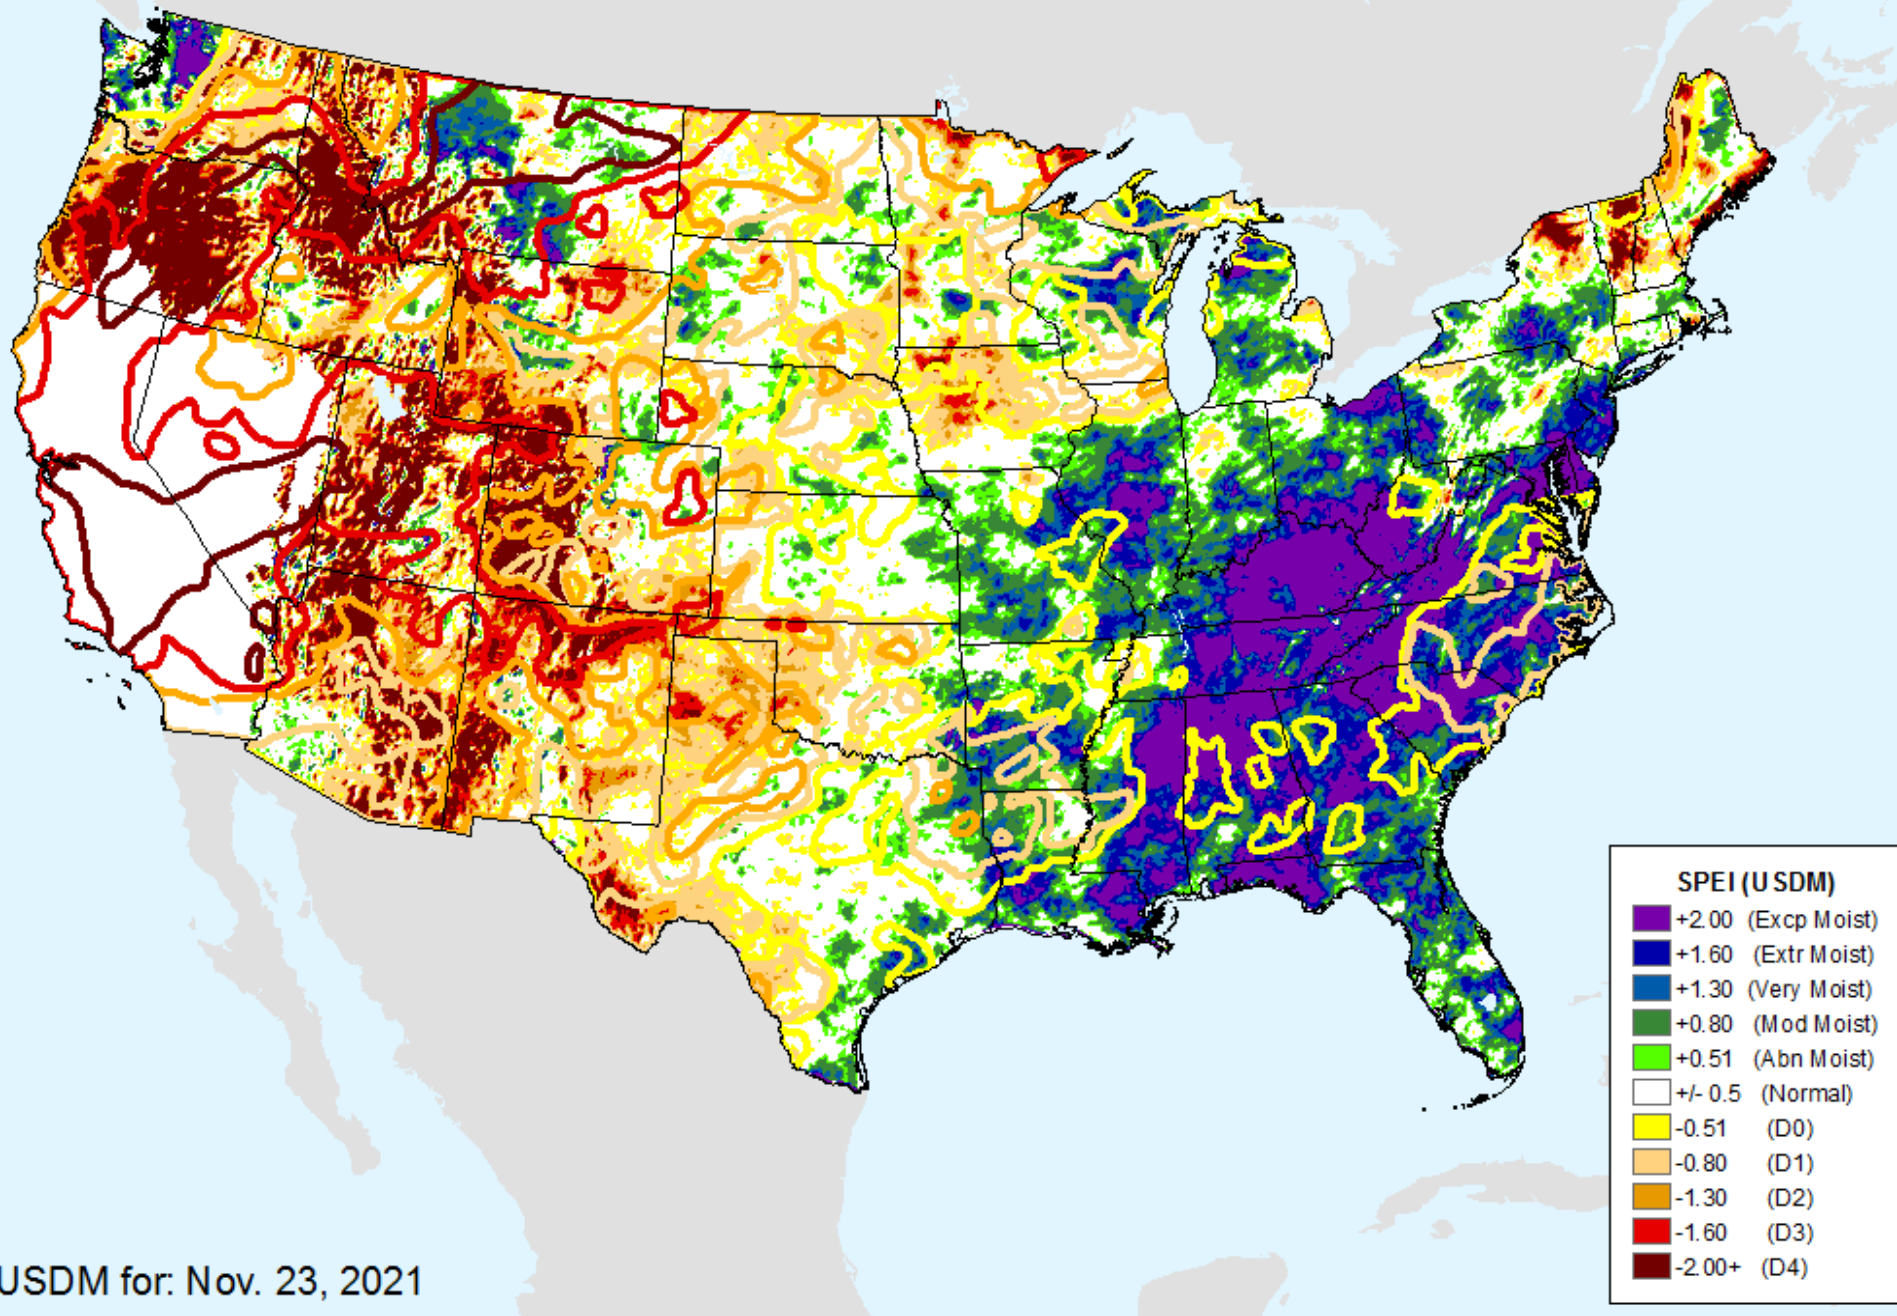 SPEI (USDM)
+2.00 (Excp Moist)
+1.60 (Extr Moist)
+1.30 (Very Moist)
+0.80 (Mod Moist)
+0.51 (Abn Moist)
+/- 0.5 (Normal)
-0.51 (D0)
-0.80 (D1)
-1.30 (D2)
-1.60 (D3)
-2.00+ (D4)
USDM for: Nov. 23, 2021